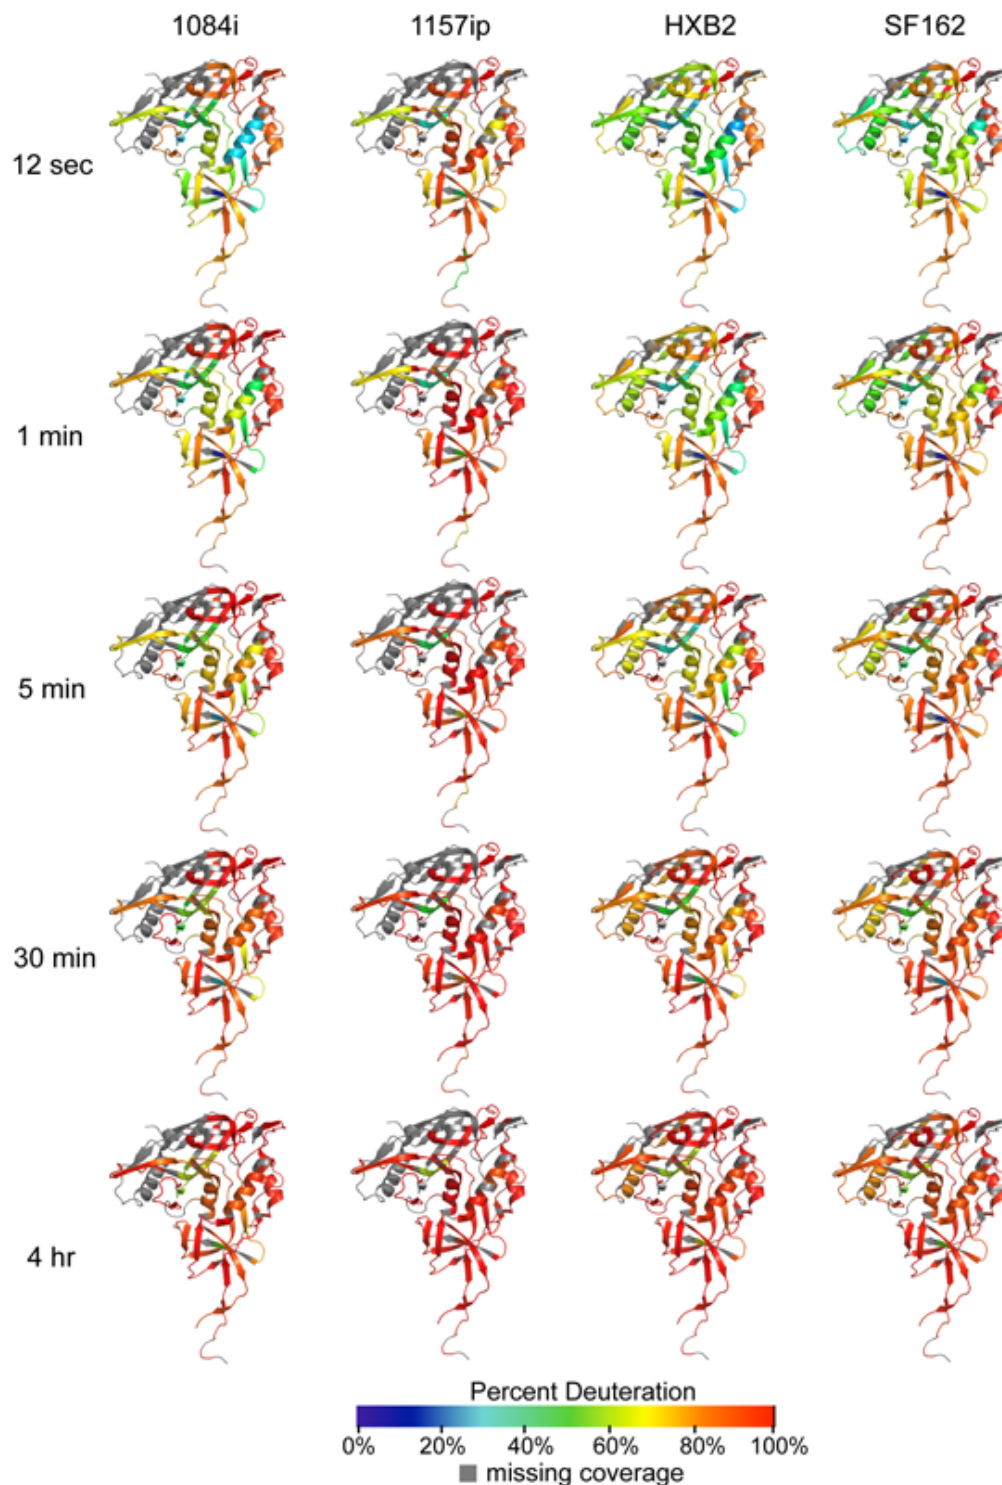 1084i 1157ip HXB2 SF162
12 sec
1 min
5 min
30 min
4 hr
Percent Deuteration
0% 20% 40% 60% 80% 100%
missing coverage